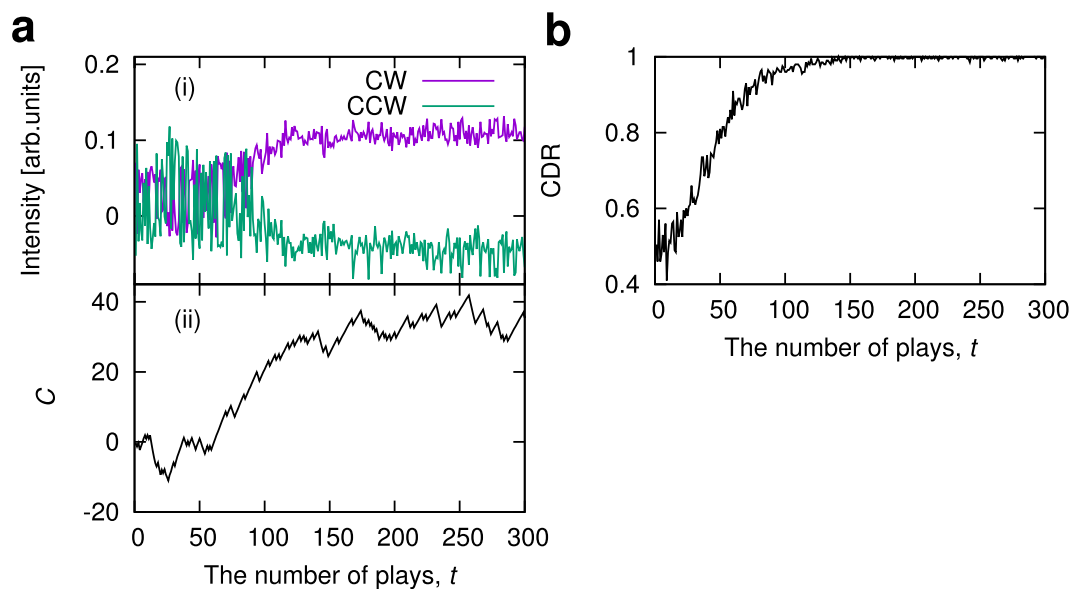 a
Intensity [arb.units]
0.2
0.1
0
(i)
CW
CCW
C
40
20
0
-20
(ii)
0 50 100 150 200 250 300
The number of plays, t
b
CDR
1
0.8
0.6
0.4
0 50 100 150 200 250 300
The number of plays, t